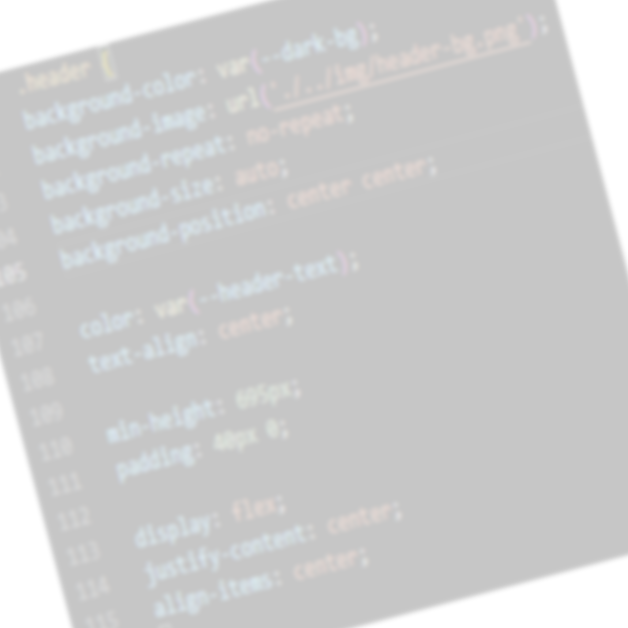 .header {
background-color: var(--dark-bg);
background-image: url('./../img/header-bg.png');
background-repeat: no-repeat;
background-size: auto;
background-position: center center;
105
106
color: var(--header-text);
107
text-align: center;
108
109
min-height: 695px;
110
padding: 40px 0;
111
112
display: flex;
113
justify-content: center;
114
align-items: center;
115